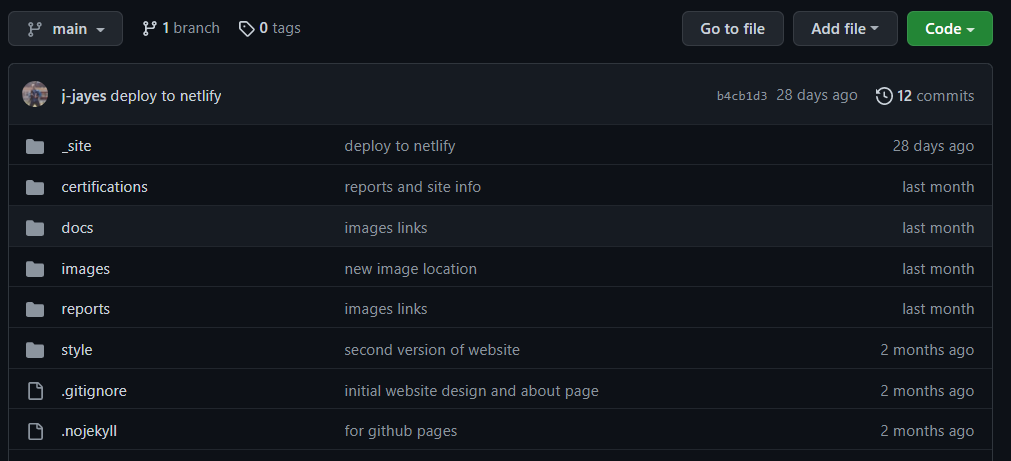 main 1 branch 0 tags Go to file Add file Code
j-jayes deploy to netlify b4cb1d3 28 days ago 12 commits
_site deploy to netlify 28 days ago
certifications reports and site info last month
docs images links last month
images new image location last month
reports images links last month
style second version of website 2 months ago
.gitignore initial website design and about page 2 months ago
.nojekyll for github pages 2 months ago